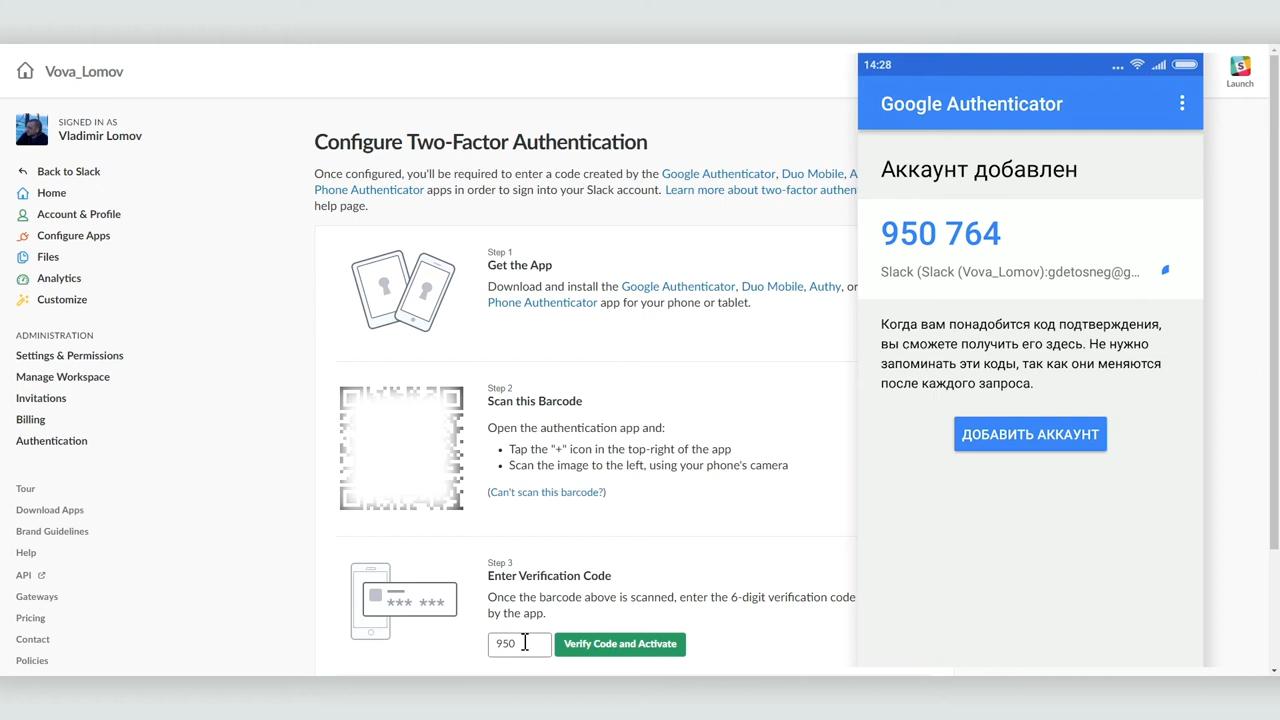 Vova_Lomov
Launch
SIGNED IN AS
Vladimir Lomov
Back to Slack
Home
Account & Profile
Configure Apps
Files
Analytics
Customize
ADMINISTRATION
Settings & Permissions
Manage Workspace
Invitations
Billing
Authentication
Tour
Download Apps
Brand Guidelines
Help
API
Gateways
Pricing
Contact
Policies
Configure Two-Factor Authentication
Once configured, you'll be required to enter a code created by the Google Authenticator, Duo Mobile, A
Phone Authenticator apps in order to sign into your Slack account. Learn more about two-factor authen
help page.
Step 1
Get the App
Download and install the Google Authenticator, Duo Mobile, Authy, or
Phone Authenticator app for your phone or tablet.
Step 2
Scan this Barcode
Open the authentication app and:
• Tap the "+" icon in the top-right of the app
• Scan the image to the left, using your phone's camera
(Can't scan this barcode?)
*** ***
Step 3
Enter Verification Code
Once the barcode above is scanned, enter the 6-digit verification code
by the app.
950
Verify Code and Activate
14:28
Google Authenticator
Аккаунт добавлен
950 764
Slack (Slack (Vova_Lomov):gdetosneg@g...
Когда вам понадобится код подтверждения,
вы сможете получить его здесь. Не нужно
запоминать эти коды, так как они меняются
после каждого запроса.
ДОБАВИТЬ АККАУНТ